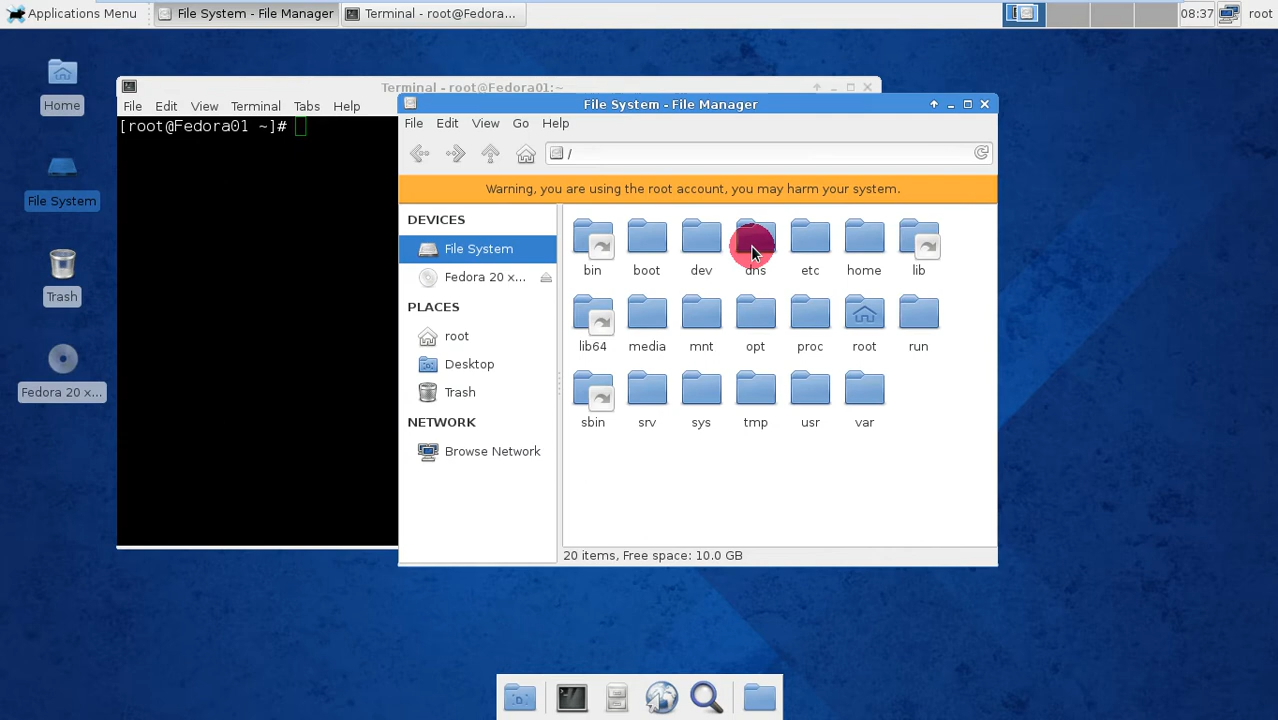 Applications Menu
File System - File Manager
Terminal - root@Fedora...
08:37
root
Home
File System
Trash
Fedora 20 x...
Terminal - root@Fedora01:~
File Edit View Terminal Tabs Help
[root@Fedora01 ~]#
File System - File Manager
File Edit View Go Help
/
Warning, you are using the root account, you may harm your system.
DEVICES
File System
Fedora 20 x...
PLACES
root
Desktop
Trash
NETWORK
Browse Network
bin boot dev dns etc home lib
lib64 media mnt opt proc root run
sbin srv sys tmp usr var
20 items, Free space: 10.0 GB